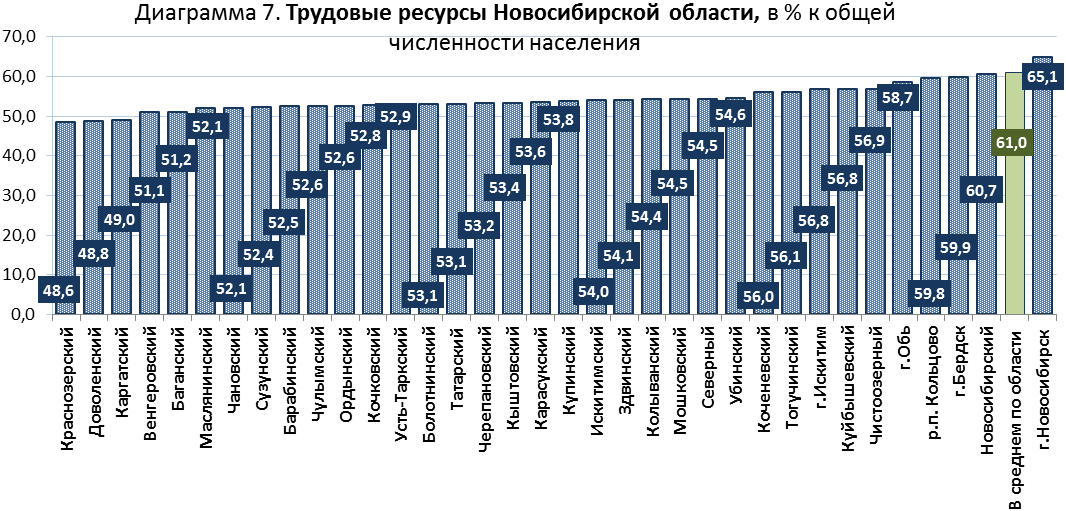 Диаграмма 7. Трудовые ресурсы Новосибирской области, в % к общей
численности населения
70,0
60,0
50,0
40,0
30,0
20,0
10,0
0,0
48,6
48,8
49,0
51,1
51,2
52,1
52,1
52,4
52,5
52,6
52,6
52,8
52,9
53,1
53,1
53,2
53,4
53,6
53,8
54,0
54,1
54,4
54,5
54,5
54,6
56,0
56,1
56,8
56,8
56,9
58,7
59,8
59,9
60,7
61,0
65,1
Краснозерский
Доволенский
Каргатский
Венгеровский
Баганский
Маслянинский
Чановский
Сузунский
Барабинский
Чулымский
Ордынский
Кочковский
Усть-Таркский
Болотнинский
Татарский
Черепановский
Кыштовский
Карасукский
Купинский
Искитимский
Здвинский
Колыванский
Мошковский
Северный
Убинский
Коченевский
Тогучинский
г.Искитим
Куйбышевский
Чистоозерный
г.Обь
р.п. Кольцово
г.Бердск
Новосибирский
В среднем по области
г.Новосибирск